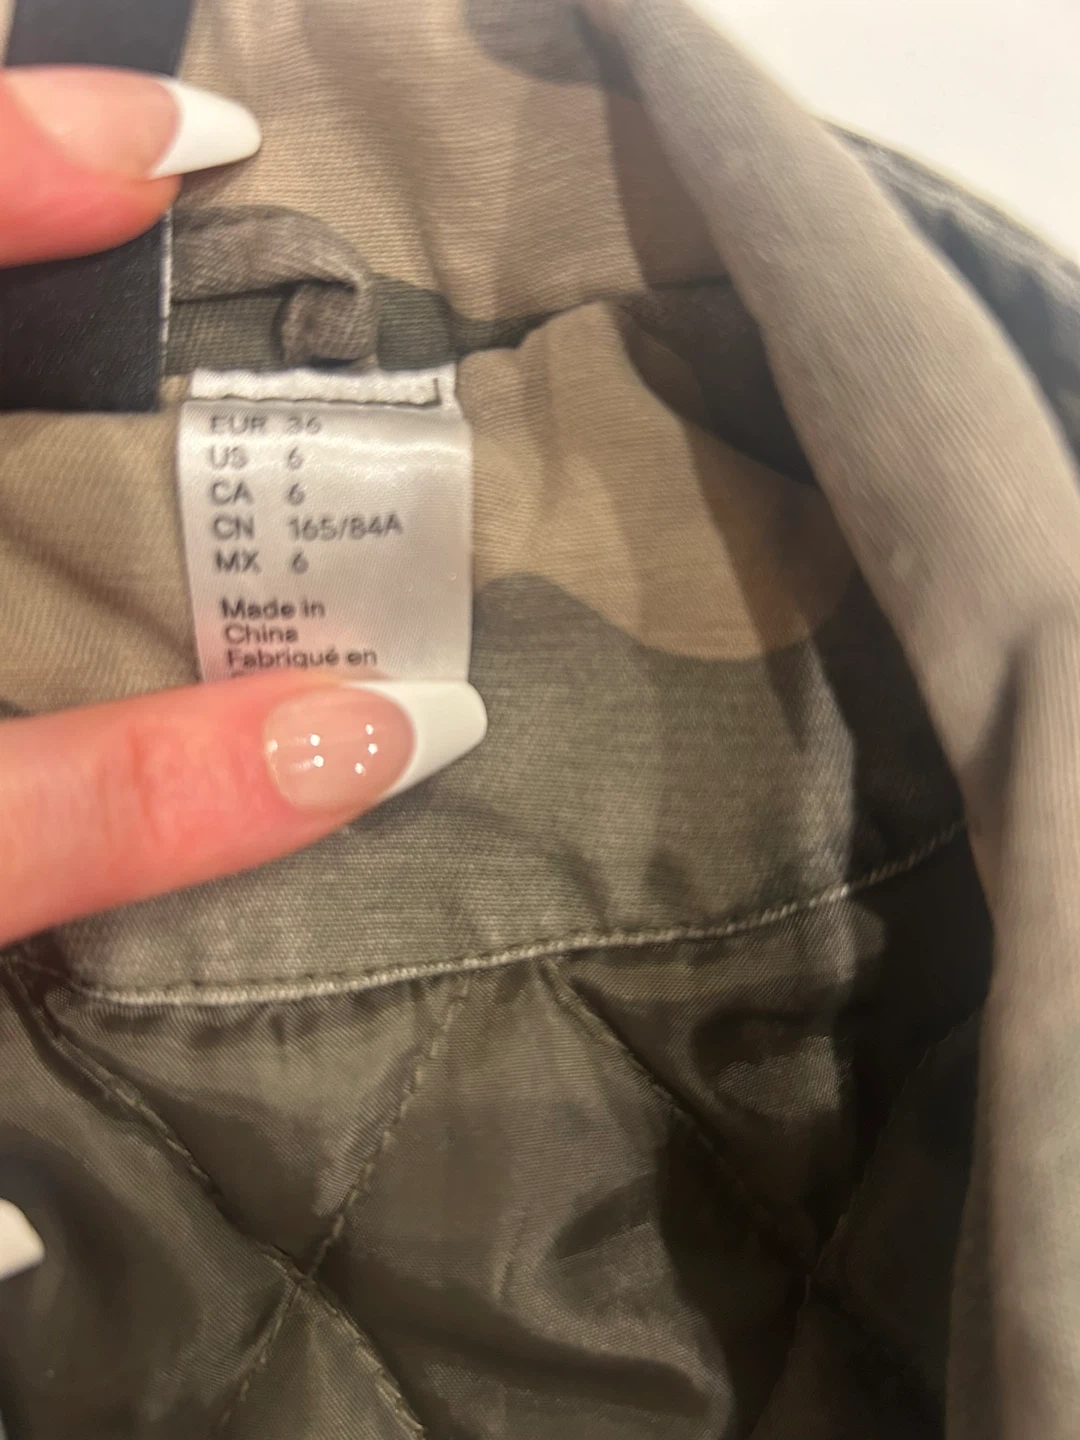 EUR 36
US 6
CA 6
CN 165/84A
MX 6
Made in
China
Fabriqué en